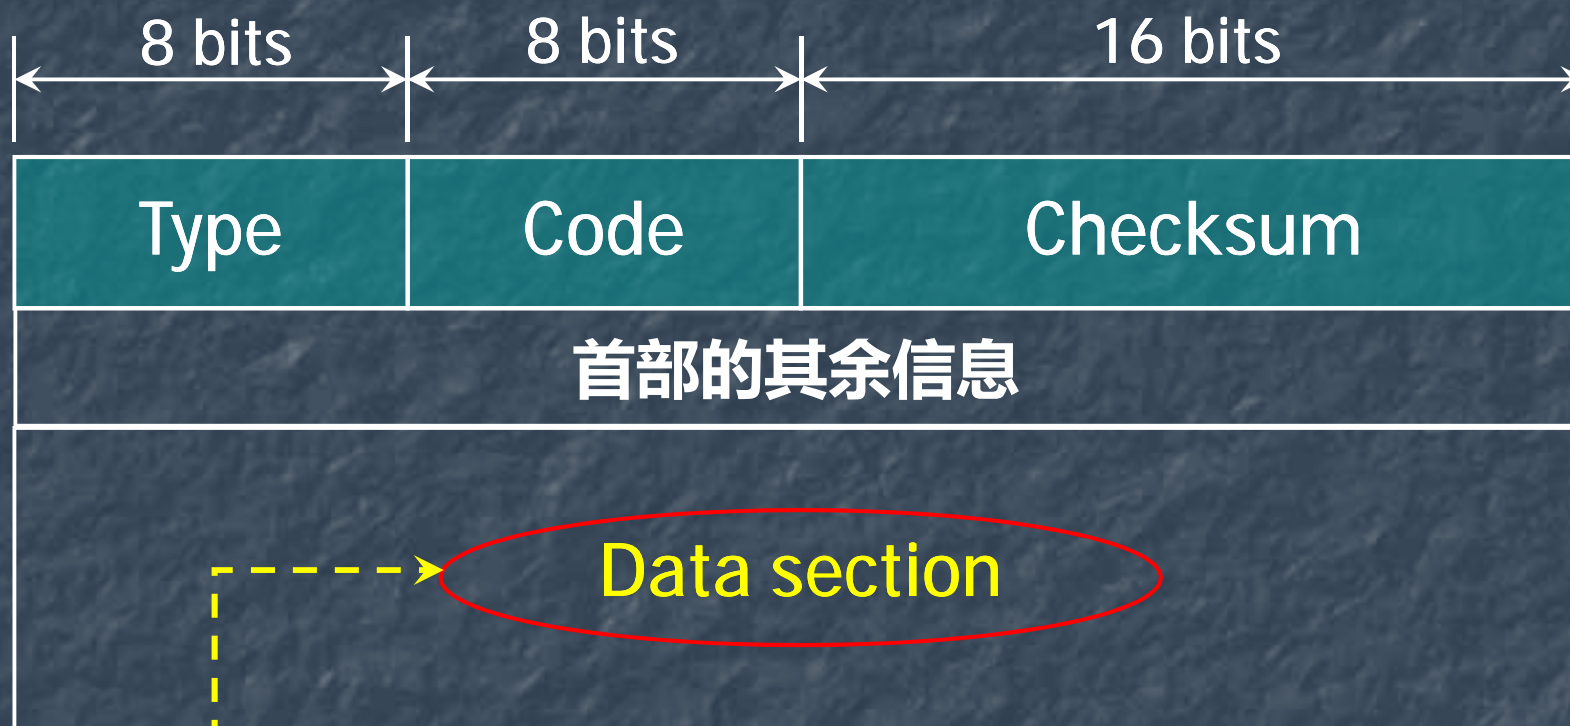 8 bits 8 bits 16 bits
Type Code Checksum
首部的其余信息
Data section